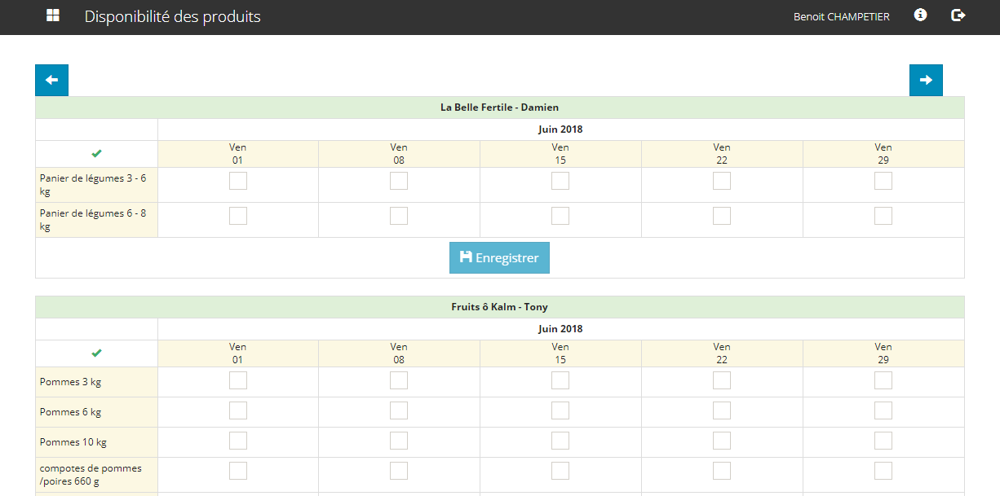 Disponibilité des produits
Benoit CHAMPETIER
La Belle Fertile - Damien
Juin 2018
Ven Ven Ven Ven Ven
01 08 15 22 29
Panier de légumes 3 - 6
kg
Panier de légumes 6 - 8
kg
Enregistrer
Fruits ô Kalm - Tony
Juin 2018
Ven Ven Ven Ven Ven
01 08 15 22 29
Pommes 3 kg
Pommes 6 kg
Pommes 10 kg
compotes de pommes
/poires 660 g